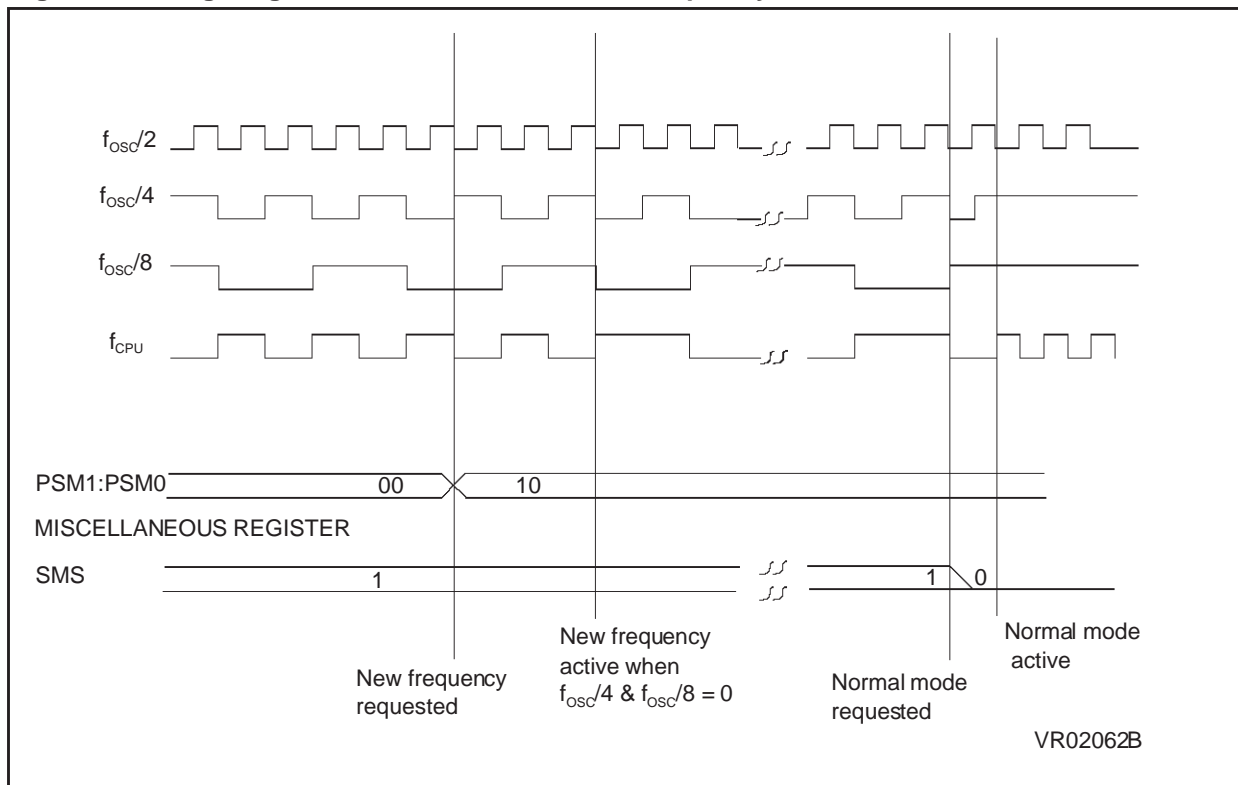 fOSC/2
fOSC/4
fOSC/8
fCPU
PSM1:PSM0
00
10
MISCELLANEOUS REGISTER
SMS
1
1
0
New frequency
requested
New frequency
active when
fOSC/4 & fOSC/8 = 0
Normal mode
requested
Normal mode
active
VR02062B